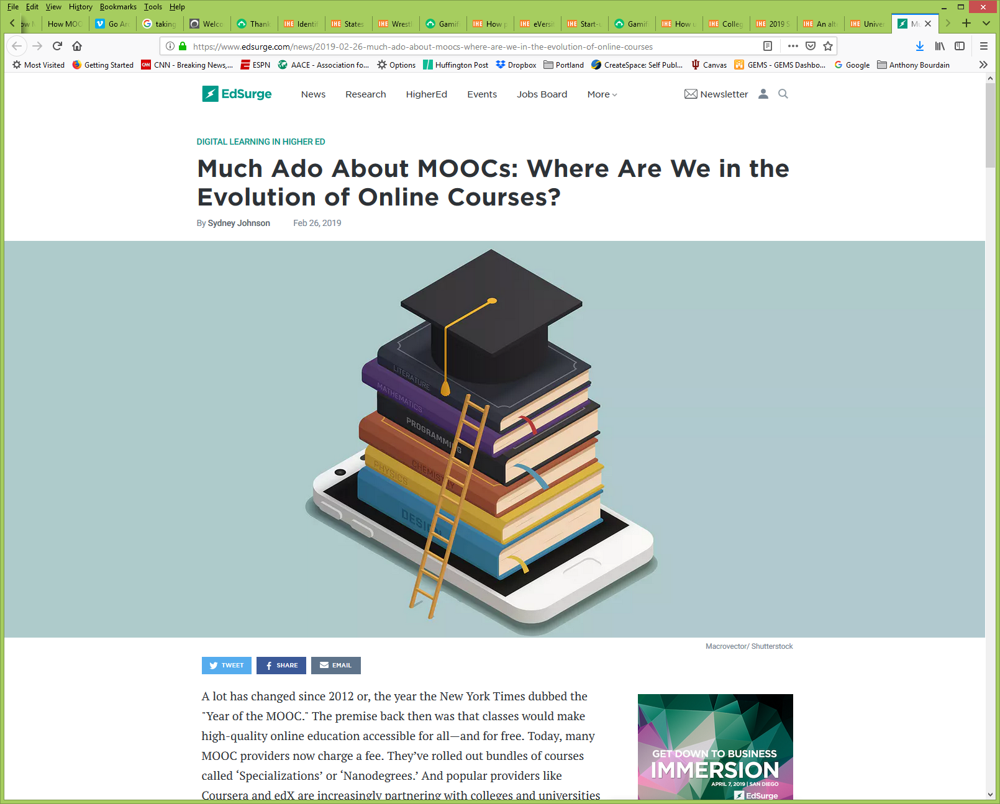 File Edit View History Bookmarks Tools Help
How MOC Go Arc taking Welco Thank Identif States Wrestl Gamif How p eVersit Start-u Gamif How u Colleg 2019 S An alt Univer
https://www.edsurge.com/news/2019-02-26-much-ado-about-moocs-where-are-we-in-the-evolution-of-online-courses
Most Visited Getting Started CNN - Breaking News,... ESPN AACE - Association fo... Options Huffington Post Dropbox Portland CreateSpace: Self Publ... Canvas GEMS - GEMS Dashbo... Google Anthony Bourdain
EdSurge News Research HigherEd Events Jobs Board More Newsletter
DIGITAL LEARNING IN HIGHER ED
Much Ado About MOOCs: Where Are We in the
Evolution of Online Courses?
By Sydney Johnson Feb 26, 2019
LITERATURE
MATHEMATICS
PROGRAMMING
CHEMISTRY
PHYSICS
DESIGN
Macrovector/ Shutterstock
TWEET SHARE EMAIL
A lot has changed since 2012 or, the year the New York Times dubbed the
"Year of the MOOC." The premise back then was that classes would make
high-quality online education accessible for all—and for free. Today, many
MOOC providers now charge a fee. They’ve rolled out bundles of courses
called ‘Specializations’ or ‘Nanodegrees.’ And popular providers like
Coursera and edX are increasingly partnering with colleges and universities
GET DOWN TO BUSINESS
IMMERSION
APRIL 7, 2019 | SAN DIEGO
EdSurge